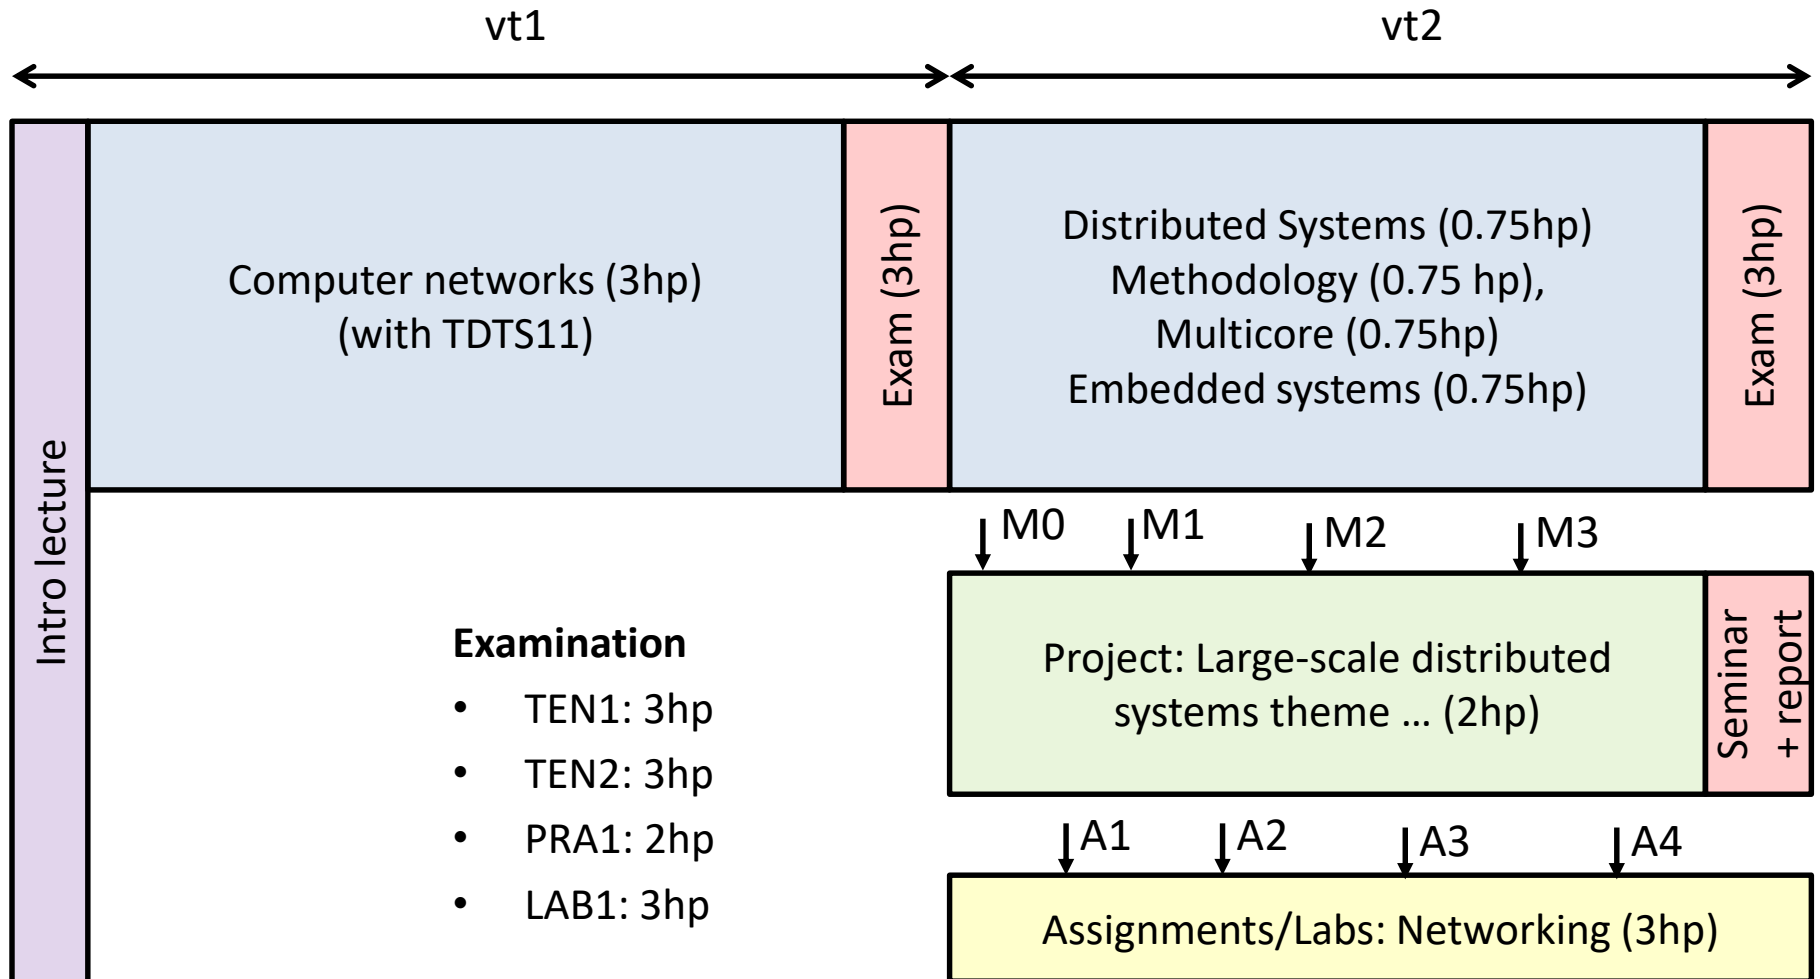 vt1
vt2
Intro lecture
Computer networks (3hp)
(with TDTS11)
Exam (3hp)
Distributed Systems (0.75hp)
Methodology (0.75 hp),
Multicore (0.75hp)
Embedded systems (0.75hp)
Exam (3hp)
M0
M1
M2
M3
Project: Large-scale distributed
systems theme … (2hp)
Seminar
+ report
Examination
• TEN1: 3hp
• TEN2: 3hp
• PRA1: 2hp
• LAB1: 3hp
A1
A2
A3
A4
Assignments/Labs: Networking (3hp)